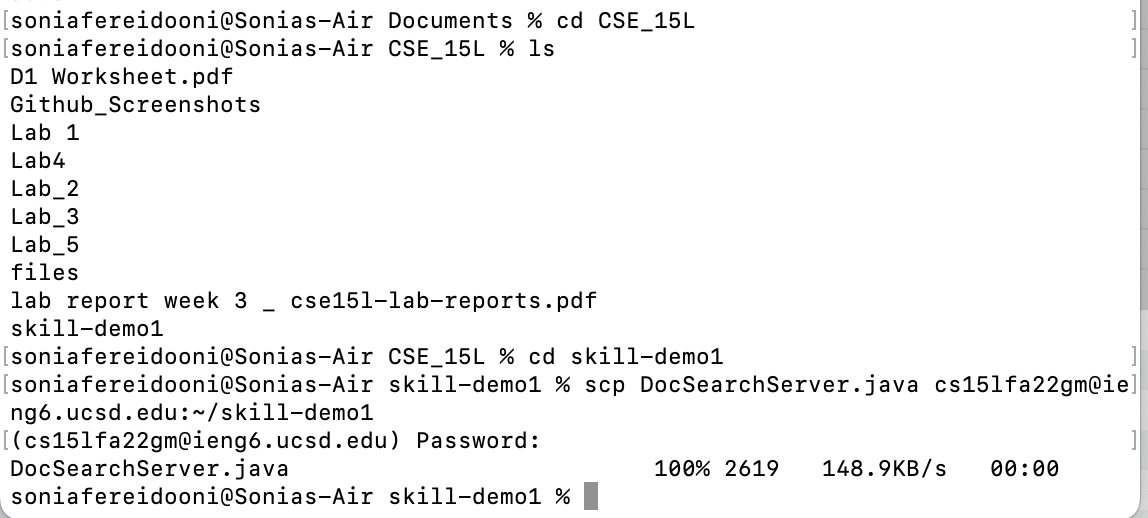 [soniafereidooni@Sonias-Air Documents % cd CSE_15L ]
[soniafereidooni@Sonias-Air CSE_15L % ls ]
D1 Worksheet.pdf
Github_Screenshots
Lab 1
Lab4
Lab_2
Lab_3
Lab_5
files
lab report week 3 _ cse15l-lab-reports.pdf
skill-demo1
[soniafereidooni@Sonias-Air CSE_15L % cd skill-demo1 ]
[soniafereidooni@Sonias-Air skill-demo1 % scp DocSearchServer.java cs15lfa22gm@ie]
ng6.ucsd.edu:~/skill-demo1
[(cs15lfa22gm@ieng6.ucsd.edu) Password: ]
DocSearchServer.java 100% 2619 148.9KB/s 00:00
soniafereidooni@Sonias-Air skill-demo1 %